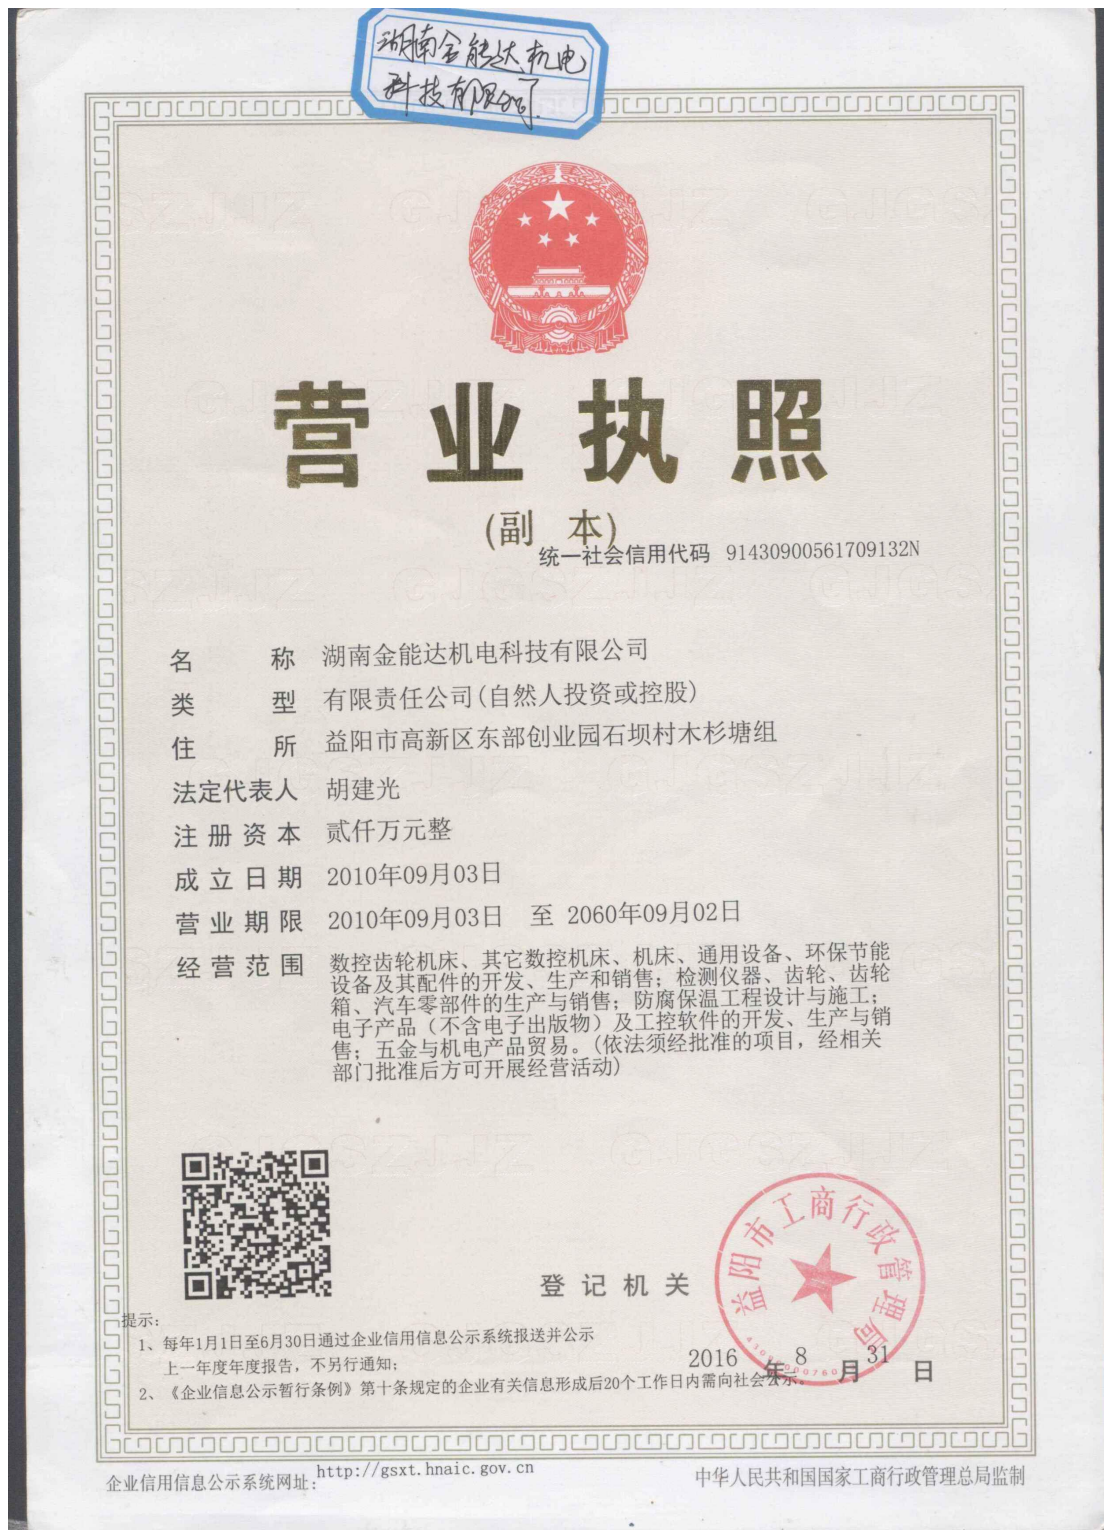 湖南金能达机电
科技有限公司
营业执照
(副 本)
统一社会信用代码 91430900561709132N
名 称 湖南金能达机电科技有限公司
类 型 有限责任公司(自然人投资或控股)
住 所 益阳市高新区东部创业园石坝村木杉塘组
法定代表人 胡建光
注册资本 贰仟万元整
成立日期 2010年09月03日
营业期限 2010年09月03日 至 2060年09月02日
经营范围 数控齿轮机床、其它数控机床、机床、通用设备、环保节能
设备及其配件的开发、生产和销售；检测仪器、齿轮、齿轮
箱、汽车零部件的生产与销售；防腐保温工程设计与施工；
电子产品（不含电子出版物）及工控软件的开发、生产与销
售；五金与机电产品贸易。(依法须经批准的项目，经相关
部门批准后方可开展经营活动)
登记机关
益阳市工商行政管理局
2016 年 8 月 31 日
提示：
1、每年1月1日至6月30日通过企业信用信息公示系统报送并公示
上一年度年度报告，不另行通知；
2、《企业信息公示暂行条例》第十条规定的企业有关信息形成后20个工作日内需向社会公示。
企业信用信息公示系统网址：http://gsxt.hnaic.gov.cn
中华人民共和国国家工商行政管理总局监制